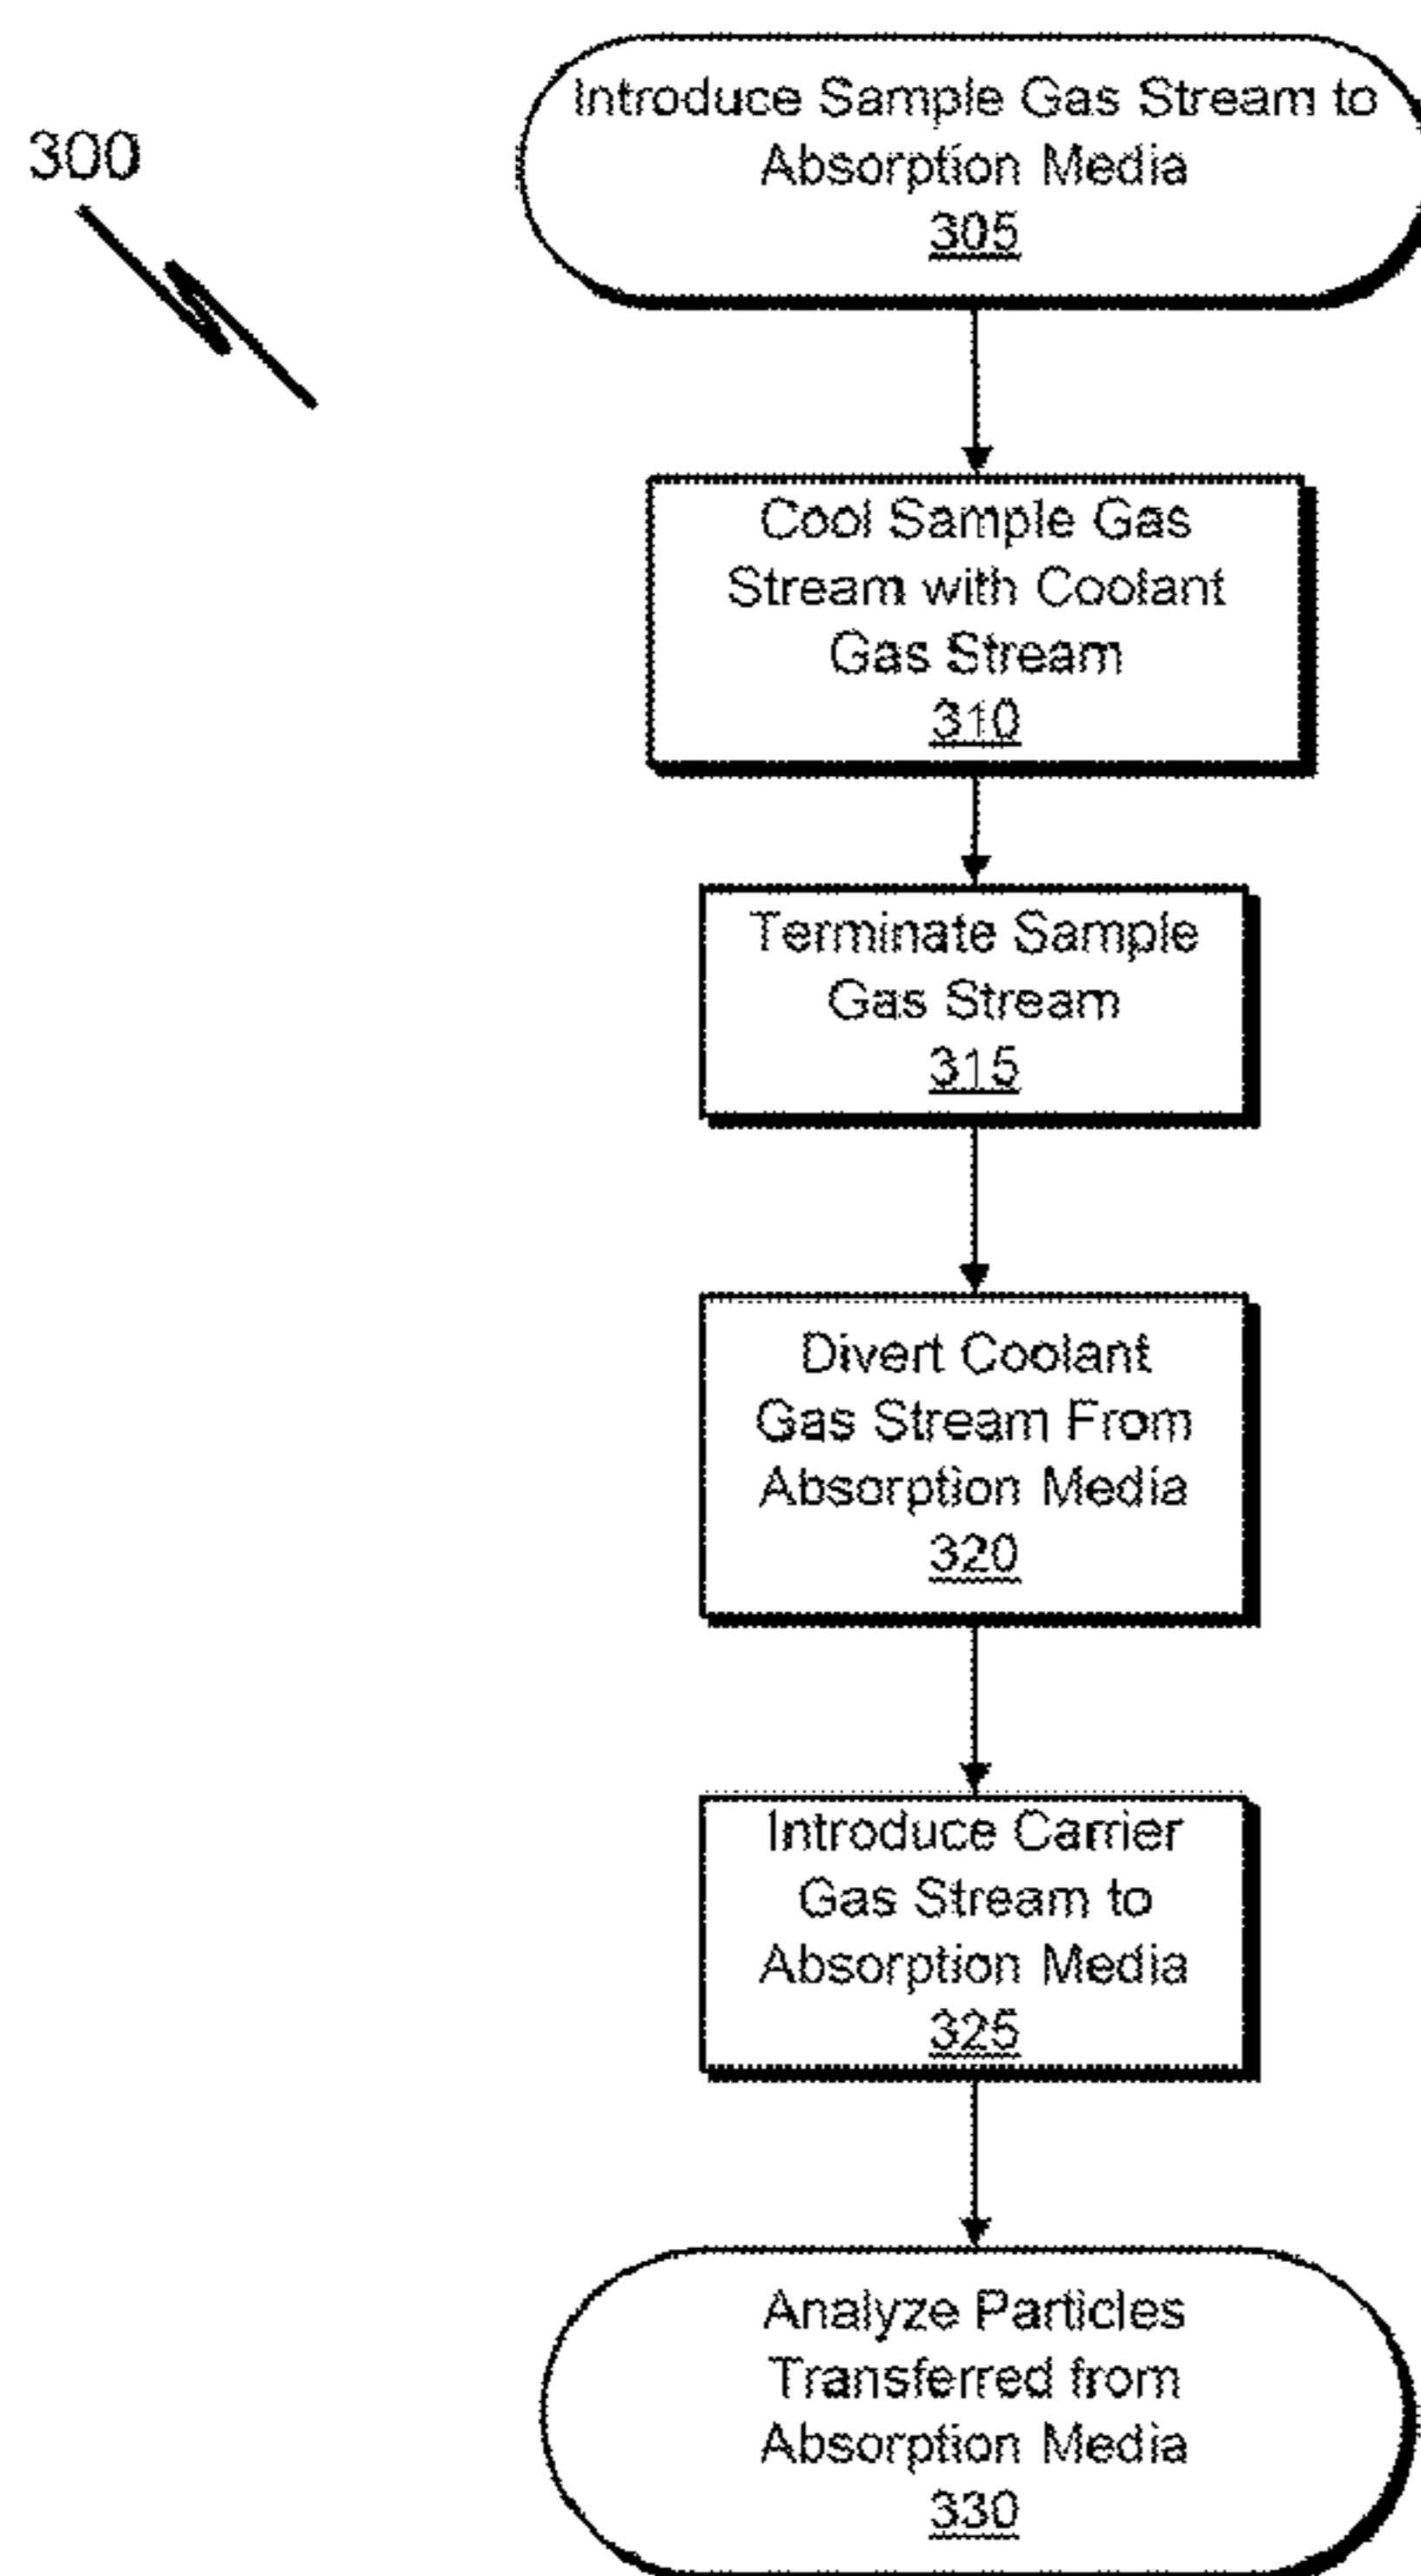 300
Introduce Sample Gas Stream to
Absorption Media
305
Cool Sample Gas
Stream with Coolant
Gas Stream
310
Terminate Sample
Gas Stream
315
Divert Coolant
Gas Stream From
Absorption Media
320
Introduce Carrier
Gas Stream to
Absorption Media
325
Analyze Particles
Transferred from
Absorption Media
330